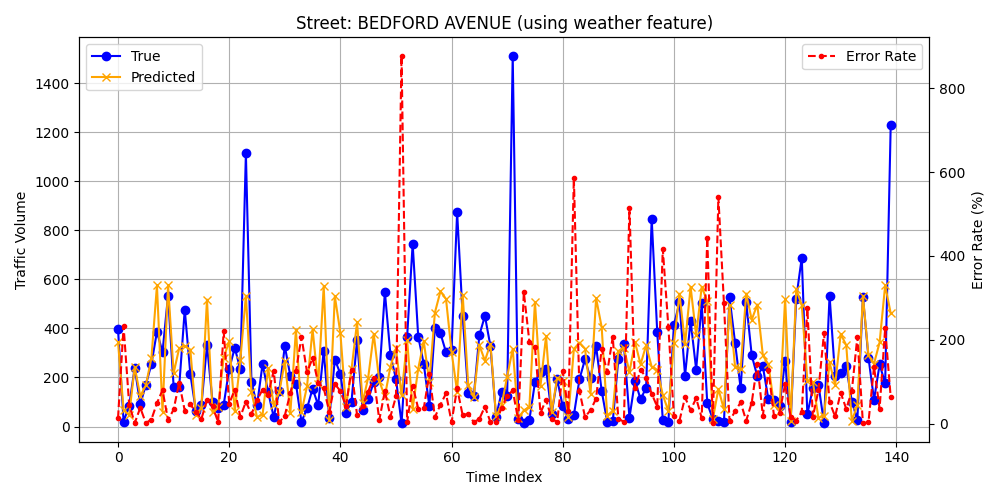 Street: BEDFORD AVENUE (using weather feature)
True
Predicted
Error Rate
Traffic Volume
1400
1200
1000
800
600
400
200
0
800
600
400
200
0
Error Rate (%)
0 20 40 60 80 100 120 140
Time Index